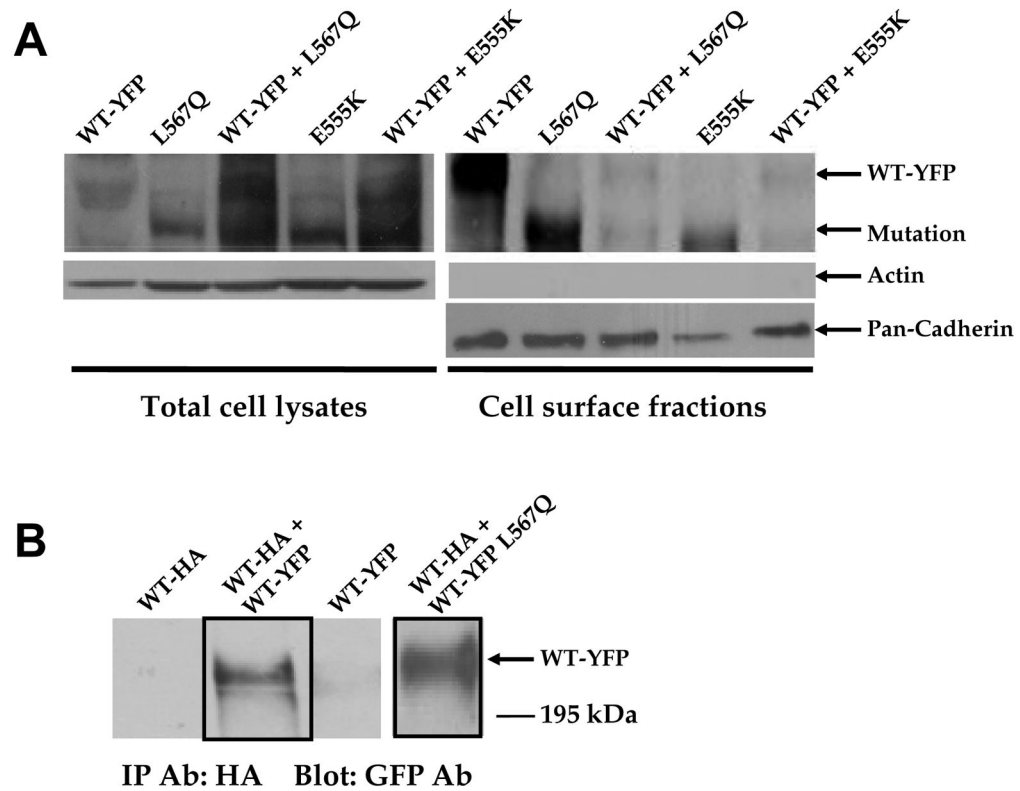 A
WT-YFP
L567Q
WT-YFP + L567Q
E555K
WT-YFP + E555K
WT-YFP
L567Q
WT-YFP + L567Q
E555K
WT-YFP + E555K
WT-YFP
Mutation
Actin
Pan-Cadherin
Total cell lysates
Cell surface fractions
B
WT-HA
WT-HA +
WT-YFP
WT-YFP
WT-HA +
WT-YFP L567Q
WT-YFP
195 kDa
IP Ab: HA
Blot: GFP Ab